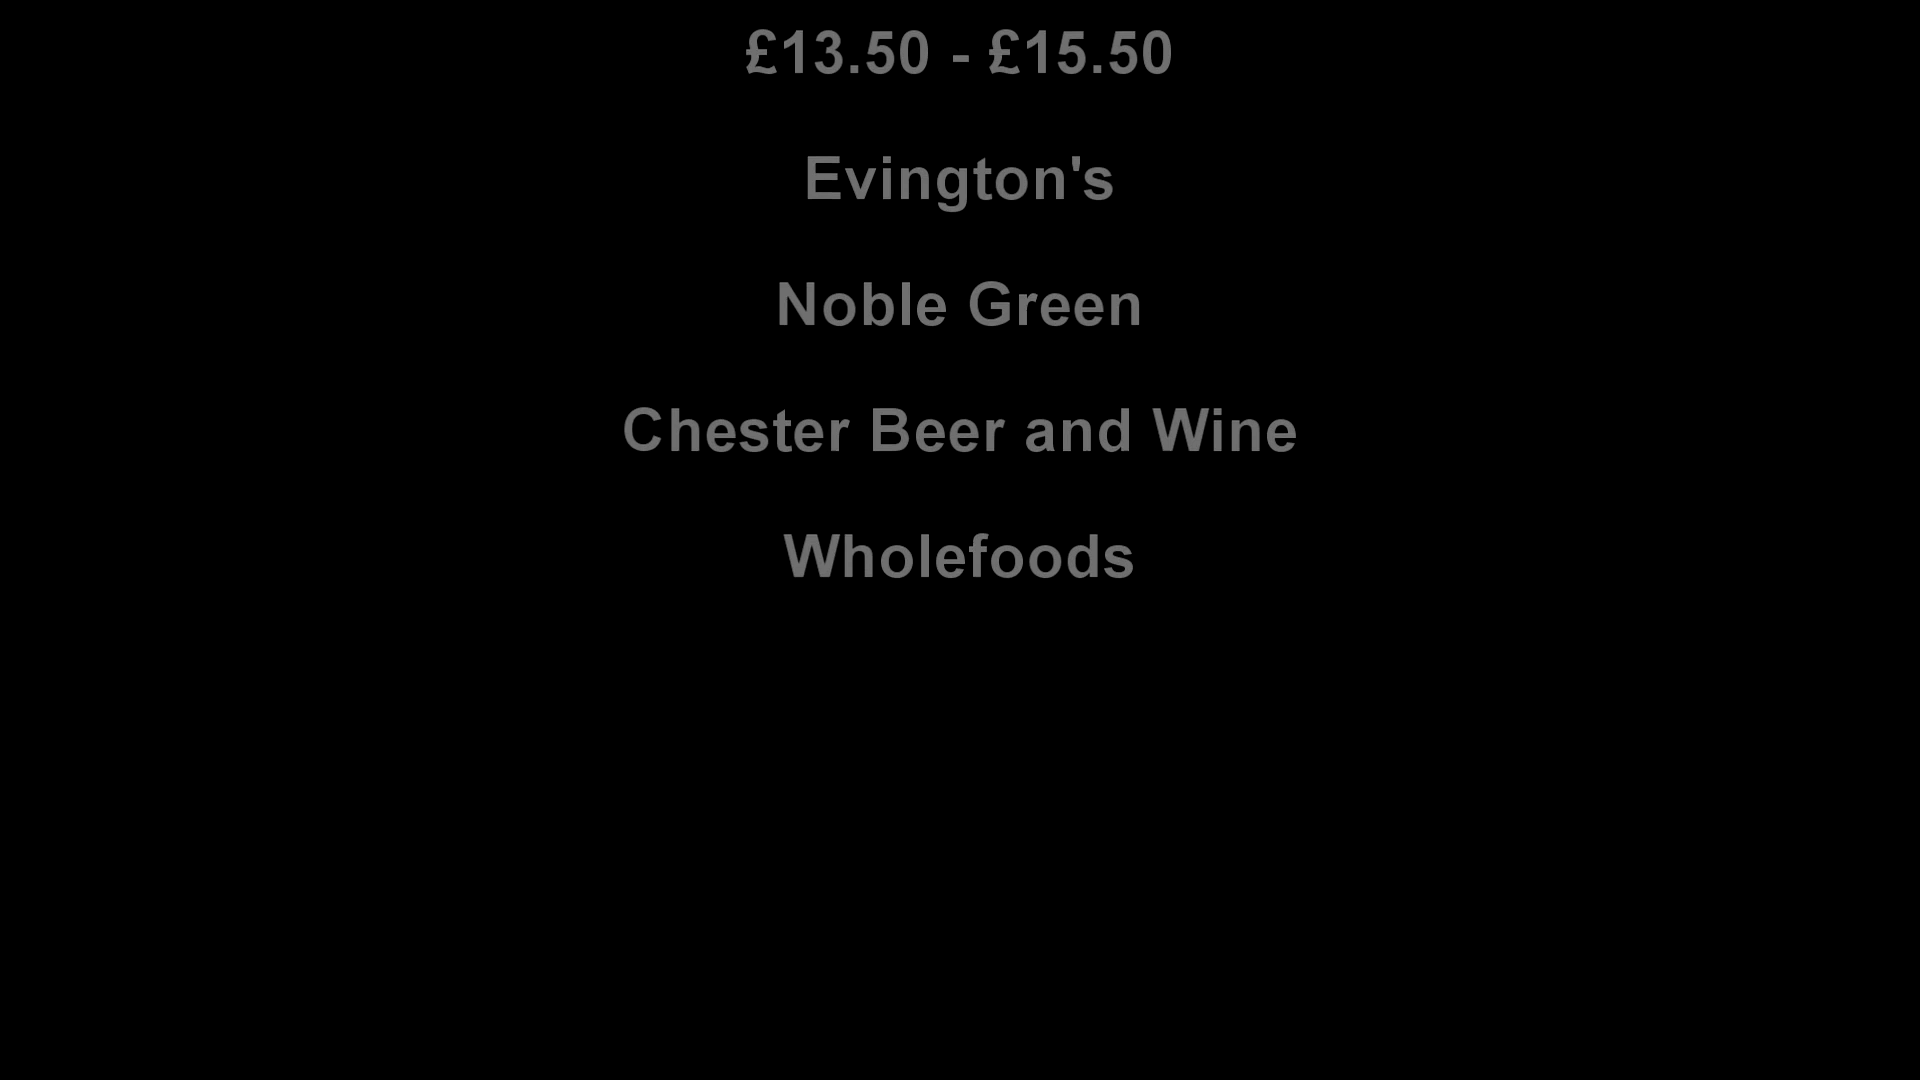 £13.50 - £15.50
Evington's
Noble Green
Chester Beer and Wine
Wholefoods